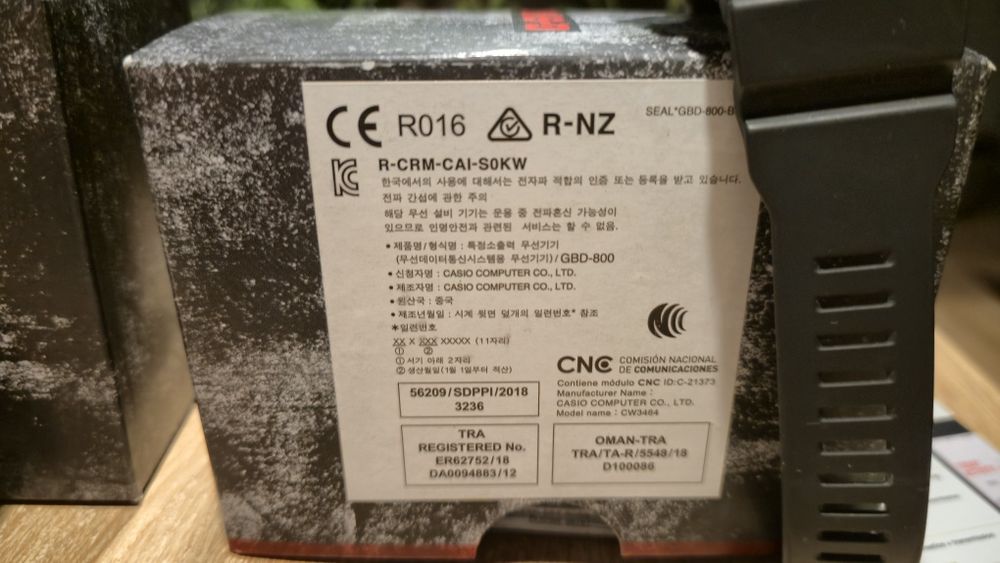 CE R016 R-NZ
SEAL*GBD-800-B
R-CRM-CAI-S0KW
한국에서의 사용에 대해서는 전자파 적합의 인증 또는 등록을 받고 있습니다.
전파 간섭에 관한 주의
해당 무선 설비 기기는 운용 중 전파혼신 가능성이
있으므로 인명안전과 관련된 서비스는 할 수 없음.
• 제품명/형식명 : 특정소출력 무선기기
(무선데이터통신시스템용 무선기기) / GBD-800
• 신청자명 : CASIO COMPUTER CO., LTD.
• 제조자명 : CASIO COMPUTER CO., LTD.
• 원산국 : 중국
• 제조년월일 : 시계 뒷면 덮개의 일련번호* 참조
*일련번호
XX X XXX XXXXX (11자리)
① ②
① 서기 아래 2자리
② 생산월일(1월 1일부터 적산)
CNC COMISIÓN NACIONAL
DE COMUNICACIONES
Contiene módulo CNC ID:C-21373
Manufacturer Name :
CASIO COMPUTER CO., LTD.
Model name : CW3464
56209/SDPPI/2018
3236
TRA
REGISTERED No.
ER62752/18
DA0094883/12
OMAN-TRA
TRA/TA-R/5548/18
D100086